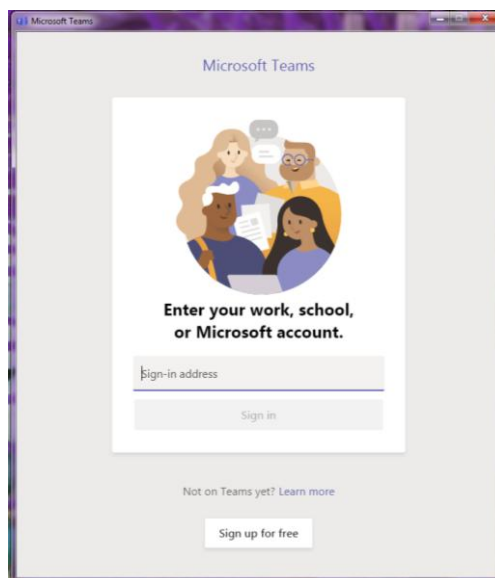 Microsoft Teams
Microsoft Teams
Enter your work, school,
or Microsoft account.
Sign-in address
Sign in
Not on Teams yet? Learn more
Sign up for free